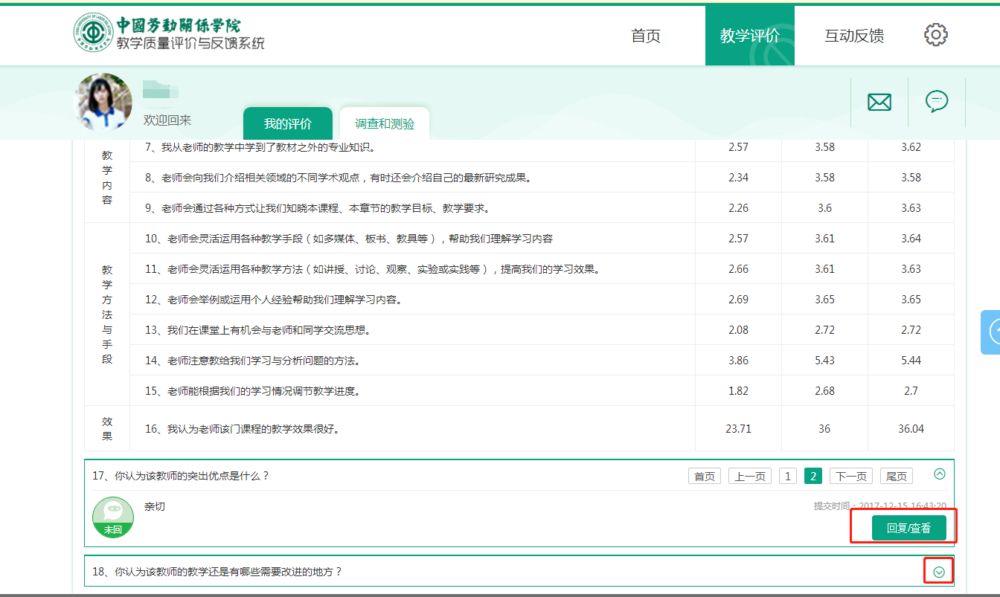 中國勞動關係学院
教学质量评价与反馈系统
首页
教学评价
互动反馈
欢迎回来
我的评价
调查和测验
教学内容
7、我从老师的教学中学到了教材之外的专业知识。 2.57 3.58 3.62
8、老师会向我们介绍相关领域的不同学术观点，有时还会介绍自己的最新研究成果。 2.34 3.58 3.58
9、老师会通过各种方式让我们知晓本课程、本章节的教学目标、教学要求。 2.26 3.6 3.63
教学方法与手段
10、老师会灵活运用各种教学手段（如多媒体、板书、教具等），帮助我们理解学习内容 2.57 3.61 3.64
11、老师会灵活运用各种教学方法（如讲授、讨论、观察、实验或实践等），提高我们的学习效果。 2.66 3.61 3.63
12、老师会举例或运用个人经验帮助我们理解学习内容。 2.69 3.65 3.65
13、我们在课堂上有机会与老师和同学交流思想。 2.08 2.72 2.72
14、老师注意教给我们学习与分析问题的方法。 3.86 5.43 5.44
15、老师能根据我们的学习情况调节教学进度。 1.82 2.68 2.7
效果
16、我认为老师该门课程的教学效果很好。 23.71 36 36.04
17、你认为该教师的突出优点是什么？ 首页 上一页 1 2 下一页 尾页
亲切
提交时间：2017-12-15 16:43:20
未回
回复/查看
18、你认为该教师的教学还是有哪些需要改进的地方？